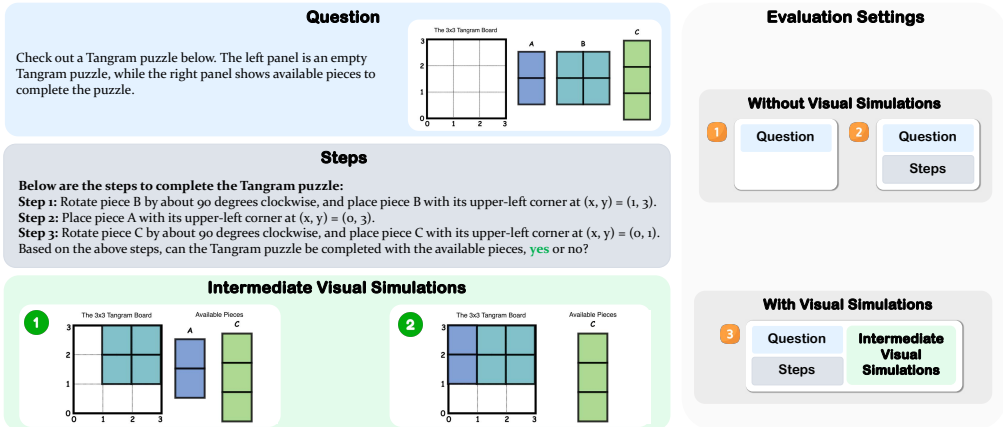 Question
Check out a Tangram puzzle below. The left panel is an empty
Tangram puzzle, while the right panel shows available pieces to
complete the puzzle.
The 3x3 Tangram Board
A
B
C
3
2
1
0
0 1 2 3
Steps
Below are the steps to complete the Tangram puzzle:
Step 1: Rotate piece B by about 90 degrees clockwise, and place piece B with its upper-left corner at (x, y) = (1, 3).
Step 2: Place piece A with its upper-left corner at (x, y) = (0, 3).
Step 3: Rotate piece C by about 90 degrees clockwise, and place piece C with its upper-left corner at (x, y) = (0, 1).
Based on the above steps, can the Tangram puzzle be completed with the available pieces, yes or no?
Intermediate Visual Simulations
1
The 3x3 Tangram Board
Available Pieces
A
C
3
2
1
0
0 1 2 3
2
The 3x3 Tangram Board
Available Pieces
C
3
2
1
0
0 1 2 3
Evaluation Settings
Without Visual Simulations
1
Question
2
Question
Steps
With Visual Simulations
3
Question
Steps
Intermediate
Visual
Simulations